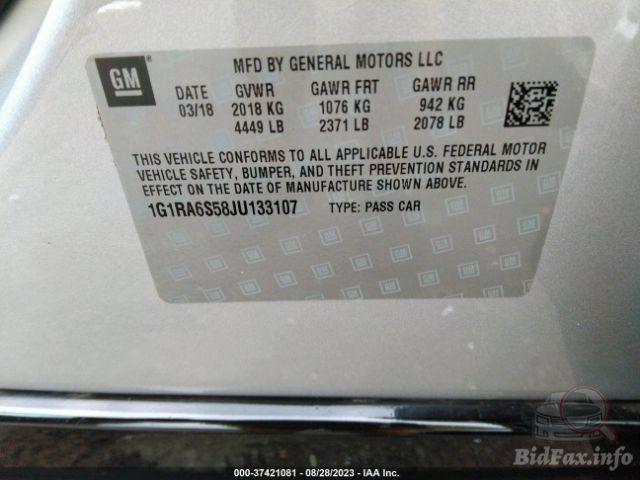 GM
®
MFD BY GENERAL MOTORS LLC
DATE GVWR GAWR FRT GAWR RR
03/18 2018 KG 1076 KG 942 KG
4449 LB 2371 LB 2078 LB
THIS VEHICLE CONFORMS TO ALL APPLICABLE U.S. FEDERAL MOTOR
VEHICLE SAFETY, BUMPER, AND THEFT PREVENTION STANDARDS IN
EFFECT ON THE DATE OF MANUFACTURE SHOWN ABOVE.
1G1RA6S58JU133107 TYPE: PASS CAR
BidFax.info
000-37421081 - 08/28/2023 - IAA Inc.